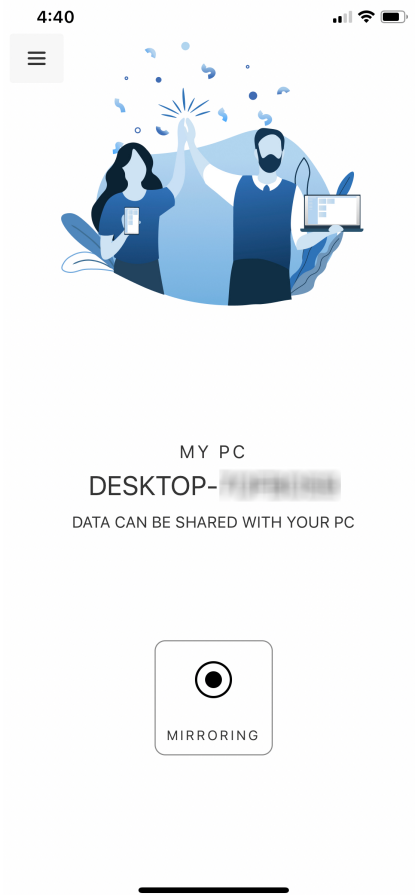 4:40
MY PC
DESKTOP-
DATA CAN BE SHARED WITH YOUR PC
MIRRORING